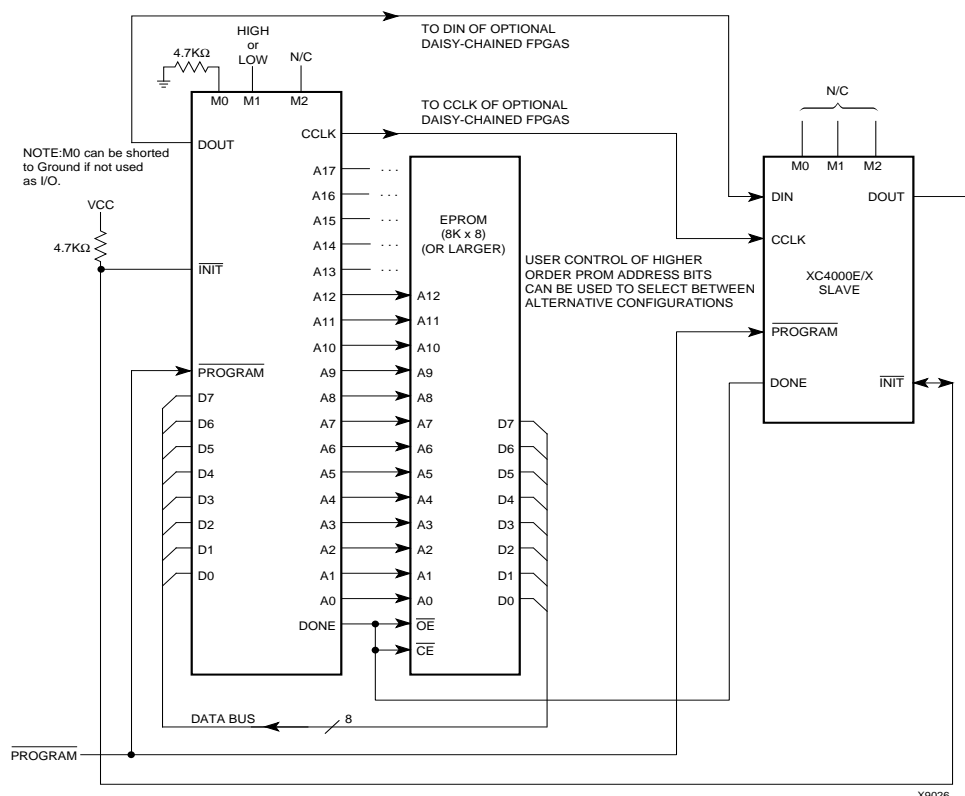 HIGH
or
LOW
4.7KΩ
N/C
M0 M1 M2
TO DIN OF OPTIONAL
DAISY-CHAINED FPGAS
TO CCLK OF OPTIONAL
DAISY-CHAINED FPGAS
NOTE:M0 can be shorted
to Ground if not used
as I/O.
VCC
4.7KΩ
DOUT
INIT
PROGRAM
D7
D6
D5
D4
D3
D2
D1
D0
CCLK
A17 ...
A16 ...
A15 ...
A14 ...
A13 ...
A12
A11
A10
A9
A8
A7
A6
A5
A4
A3
A2
A1
A0
DONE
EPROM
(8K x 8)
(OR LARGER)
A12
A11
A10
A9
A8
A7
A6
A5
A4
A3
A2
A1
A0
OE
CE
D7
D6
D5
D4
D3
D2
D1
D0
USER CONTROL OF HIGHER
ORDER PROM ADDRESS BITS
CAN BE USED TO SELECT BETWEEN
ALTERNATIVE CONFIGURATIONS
N/C
M0 M1 M2
DIN DOUT
CCLK
XC4000E/X
SLAVE
PROGRAM
DONE INIT
DATA BUS 8
PROGRAM
X9026